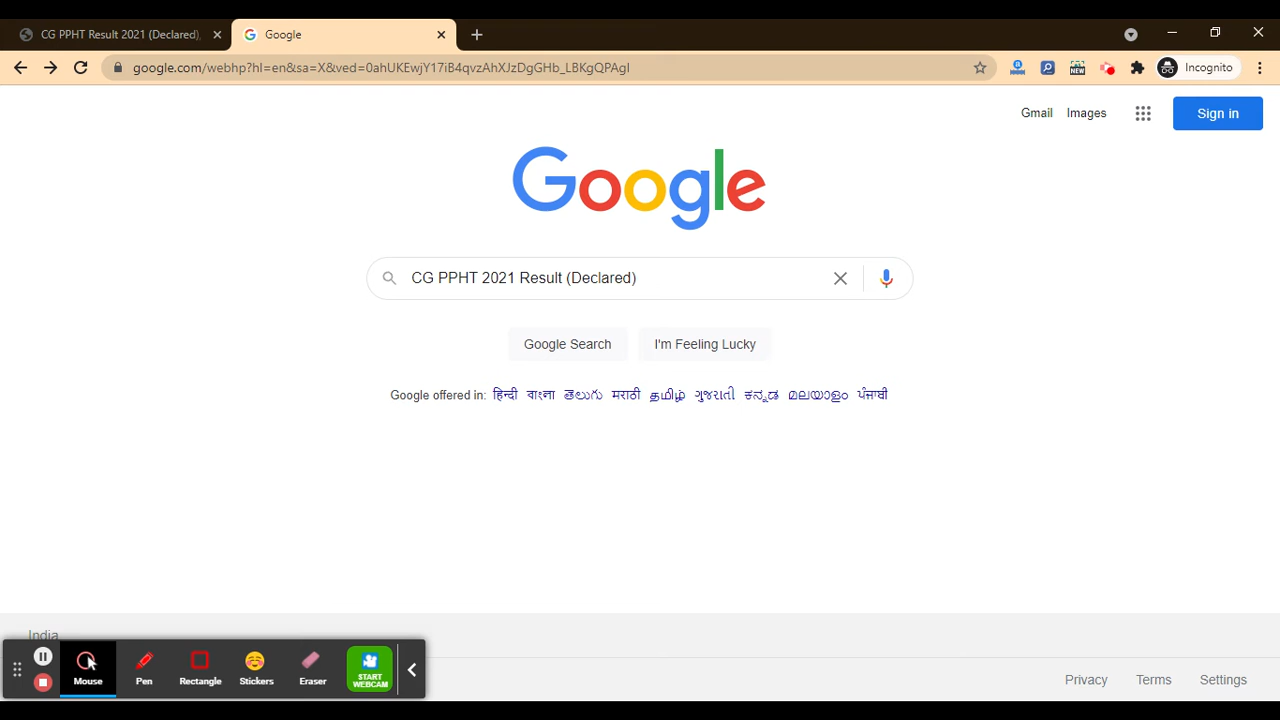 CG PPHT Result 2021 (Declared),
Google
google.com/webhp?hl=en&sa=X&ved=0ahUKEwjY17iB4qvzAhXJzDgGHb_LBKgQPAgI
NEW
Incognito
Gmail
Images
Sign in
Google
CG PPHT 2021 Result (Declared)
Google Search
I'm Feeling Lucky
Google offered in: हिन्दी বাংলা తెలుగు मराठी தமிழ் ગુજરાતી ಕನ್ನಡ മലയാളം ਪੰਜਾਬੀ
India
Mouse
Pen
Rectangle
Stickers
Eraser
START
WEBCAM
Privacy
Terms
Settings